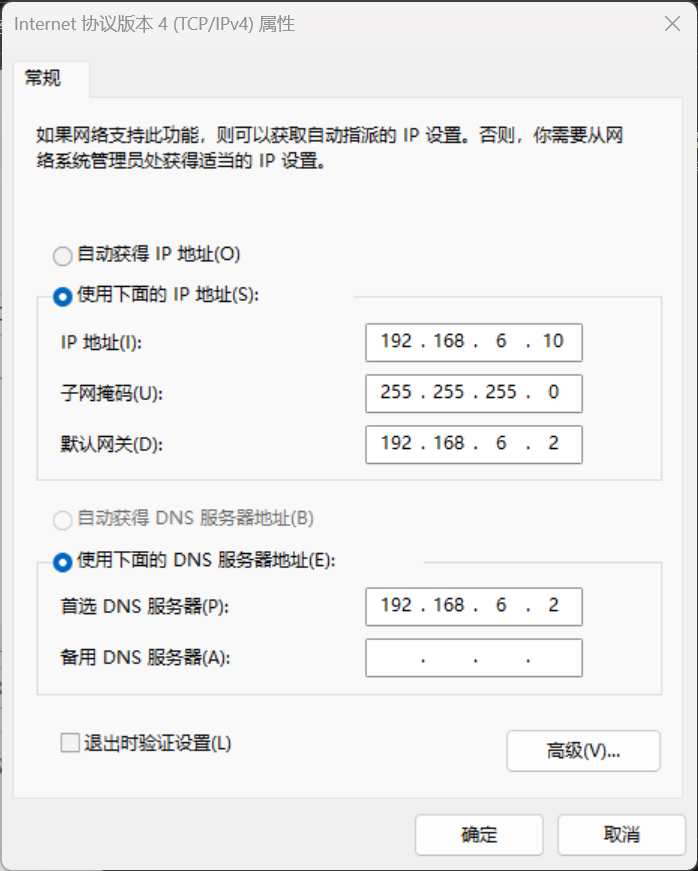 Internet 协议版本 4 (TCP/IPv4) 属性
常规
如果网络支持此功能，则可以获取自动指派的 IP 设置。否则，你需要从网
络系统管理员处获得适当的 IP 设置。
自动获得 IP 地址(O)
使用下面的 IP 地址(S):
IP 地址(I): 192 . 168 . 6 . 10
子网掩码(U): 255 . 255 . 255 . 0
默认网关(D): 192 . 168 . 6 . 2
自动获得 DNS 服务器地址(B)
使用下面的 DNS 服务器地址(E):
首选 DNS 服务器(P): 192 . 168 . 6 . 2
备用 DNS 服务器(A): . . .
退出时验证设置(L)
高级(V)...
确定 取消